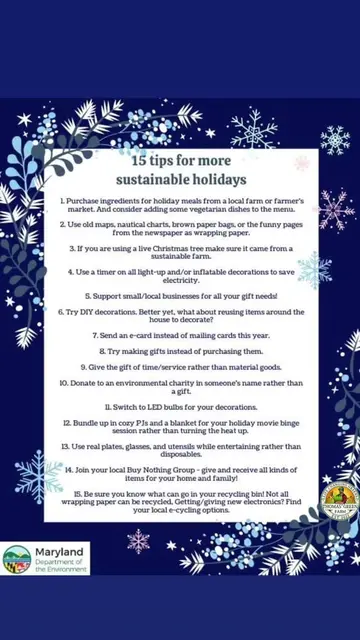 15 tips for more
sustainable holidays
1. Purchase ingredients for holiday meals from a local farm or farmer's
market. And consider adding some vegetarian dishes to the menu.
2. Use old maps, nautical charts, brown paper bags, or the funny pages
from the newspaper as wrapping paper.
3. If you are using a live Christmas tree make sure it came from a
sustainable farm.
4. Use a timer on all light-up and/or inflatable decorations to save
electricity.
5. Support small/local businesses for all your gift needs!
6. Try DIY decorations. Better yet, what about reusing items around the
house to decorate?
7. Send an e-card instead of mailing cards this year.
8. Try making gifts instead of purchasing them.
9. Give the gift of time/service rather than material goods.
10. Donate to an environmental charity in someone's name rather than
a gift.
11. Switch to LED bulbs for your decorations.
12. Bundle up in cozy PJs and a blanket for your holiday movie binge
session rather than turning the heat up.
13. Use real plates, glasses, and utensils while entertaining rather than
disposables.
14. Join your local Buy Nothing Group - give and receive all kinds of
items for your home and family!
15. Be sure you know what can go in your recycling bin! Not all
wrapping paper can be recycled, Getting/giving new electronics? Find
your local e-cycling options.
THOMAS GREEN
FARM
Maryland
Department of
the Environment